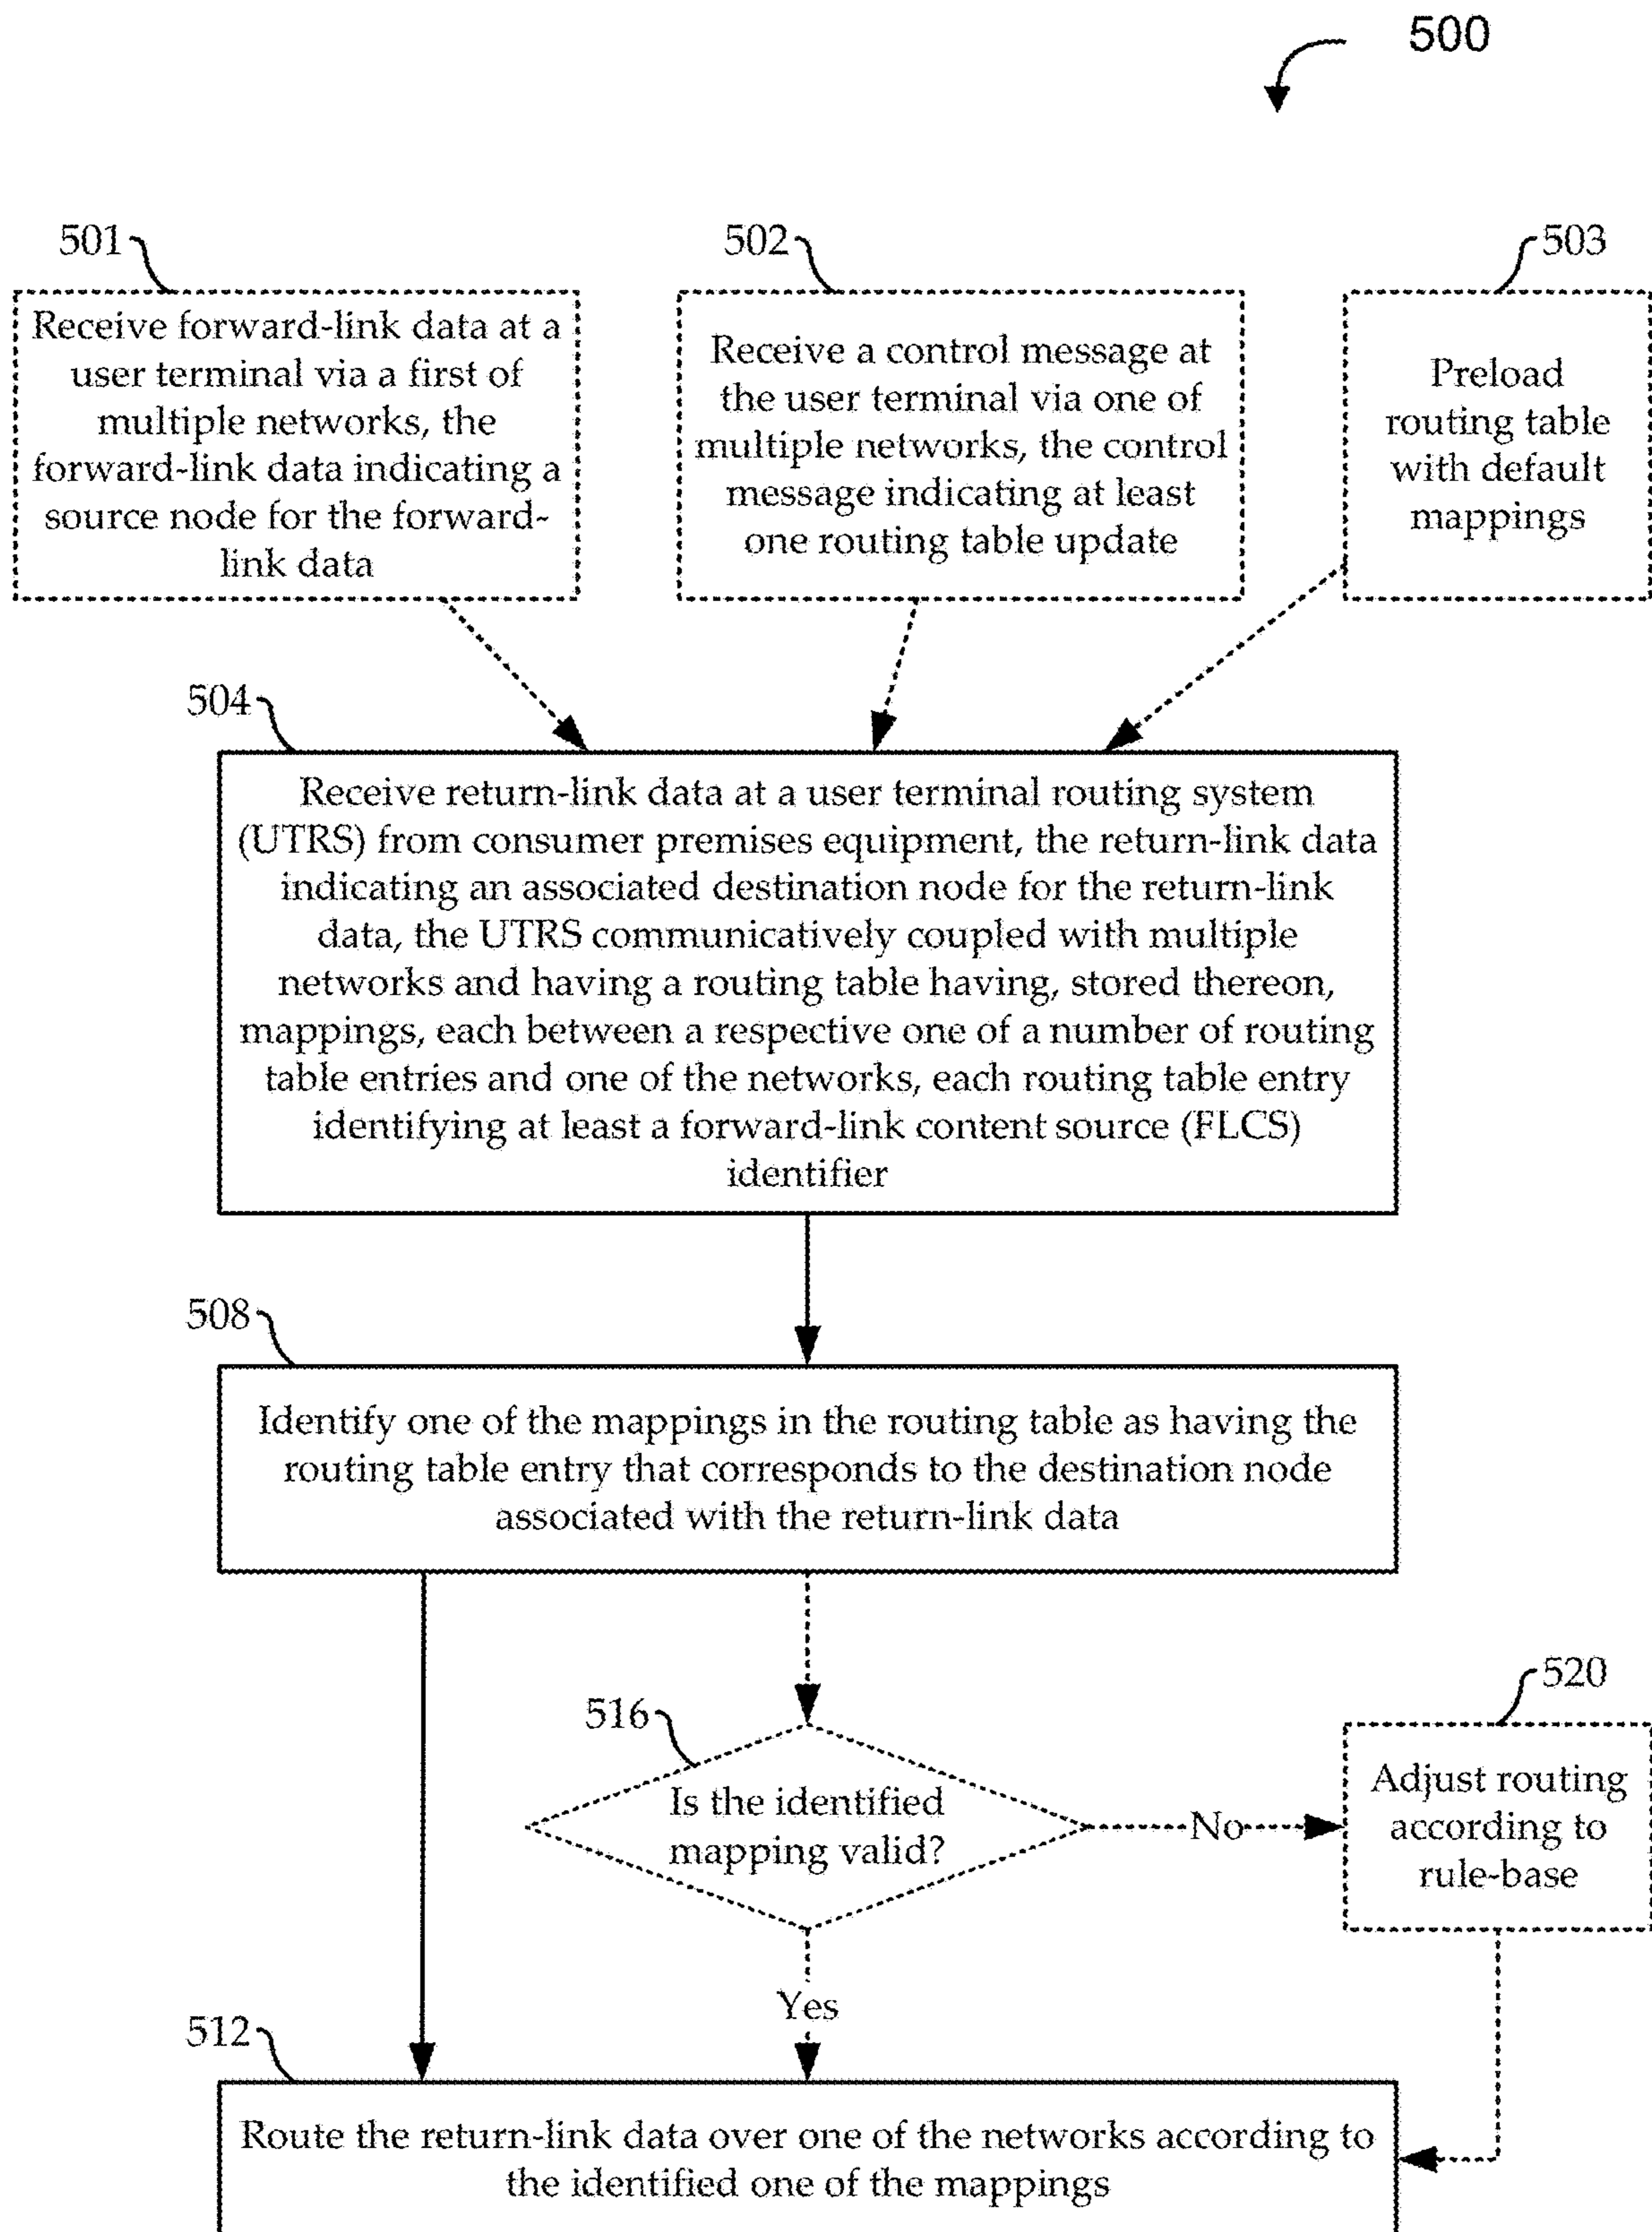 500
501
502
503
Receive forward-link data at a
user terminal via a first of
multiple networks, the
forward-link data indicating a
source node for the forward-
link data
Receive a control message at
the user terminal via one of
multiple networks, the control
message indicating at least
one routing table update
Preload
routing table
with default
mappings
504
Receive return-link data at a user terminal routing system
(UTRS) from consumer premises equipment, the return-link data
indicating an associated destination node for the return-link
data, the UTRS communicatively coupled with multiple
networks and having a routing table having, stored thereon,
mappings, each between a respective one of a number of routing
table entries and one of the networks, each routing table entry
identifying at least a forward-link content source (FLCS)
identifier
508
Identify one of the mappings in the routing table as having the
routing table entry that corresponds to the destination node
associated with the return-link data
516
Is the identified
mapping valid?
No
520
Adjust routing
according to
rule-base
Yes
512
Route the return-link data over one of the networks according to
the identified one of the mappings